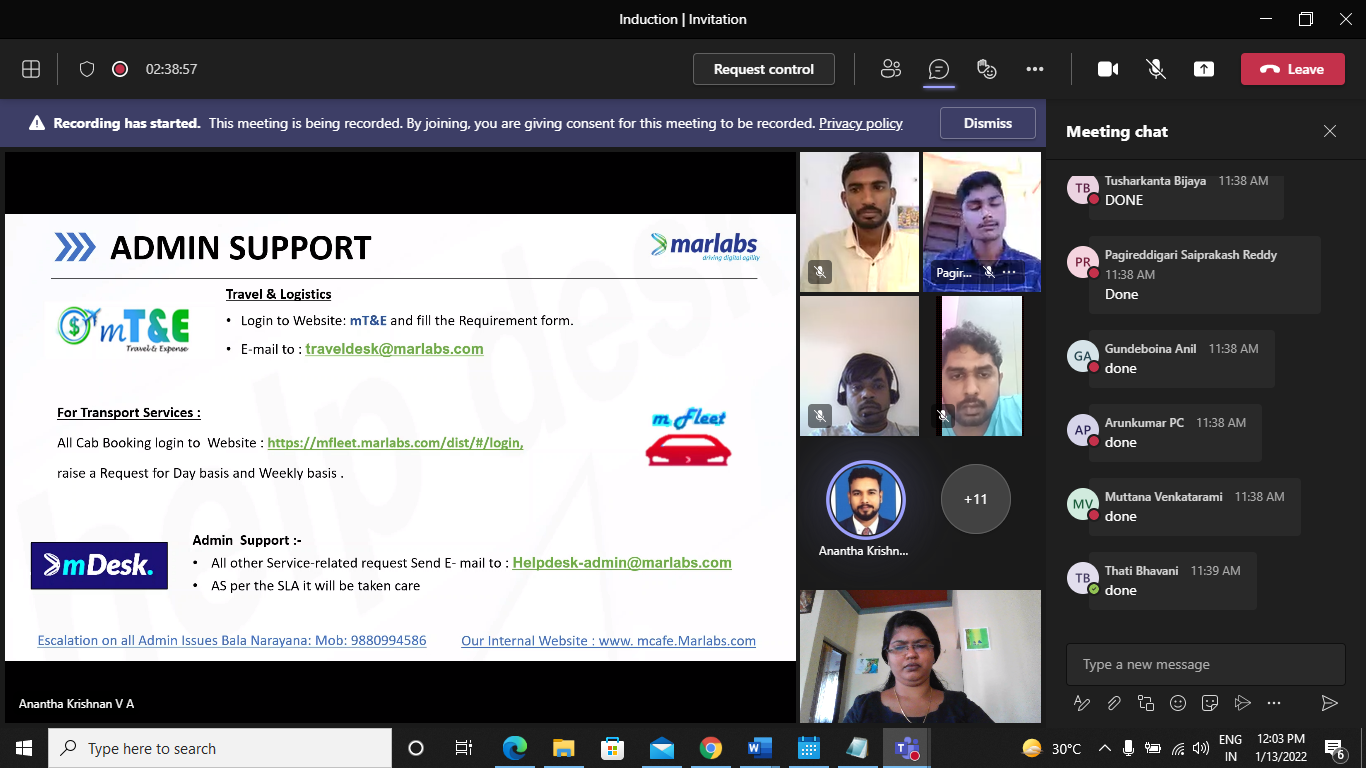 Induction | Invitation
02:38:57
Request control
Leave
Recording has started. This meeting is being recorded. By joining, you are giving consent for this meeting to be recorded. Privacy policy
Dismiss
ADMIN SUPPORT
marlabs
driving digital agility
mT&E
Travel & Expense
Travel & Logistics
• Login to Website: mT&E and fill the Requirement form.
• E-mail to : traveldesk@marlabs.com
For Transport Services :
All Cab Booking login to Website : https://mfleet.marlabs.com/dist/#/login,
raise a Request for Day basis and Weekly basis .
m Fleet
mDesk.
Admin Support :-
• All other Service-related request Send E- mail to : Helpdesk-admin@marlabs.com
• AS per the SLA it will be taken care
Escalation on all Admin Issues Bala Narayana: Mob: 9880994586
Our Internal Website : www. mcafe.Marlabs.com
help desk
Anantha Krishnan V A
Pagir...
Anantha Krishn...
+11
Meeting chat
TB
Tusharkanta Bijaya 11:38 AM
DONE
PR
Pagireddigari Saiprakash Reddy
11:38 AM
Done
GA
Gundeboina Anil 11:38 AM
done
AP
Arunkumar PC 11:38 AM
done
MV
Muttana Venkatarami 11:38 AM
done
TB
Thati Bhavani 11:39 AM
done
Type a new message
Type here to search
30°C
ENG
IN
12:03 PM
1/13/2022
6